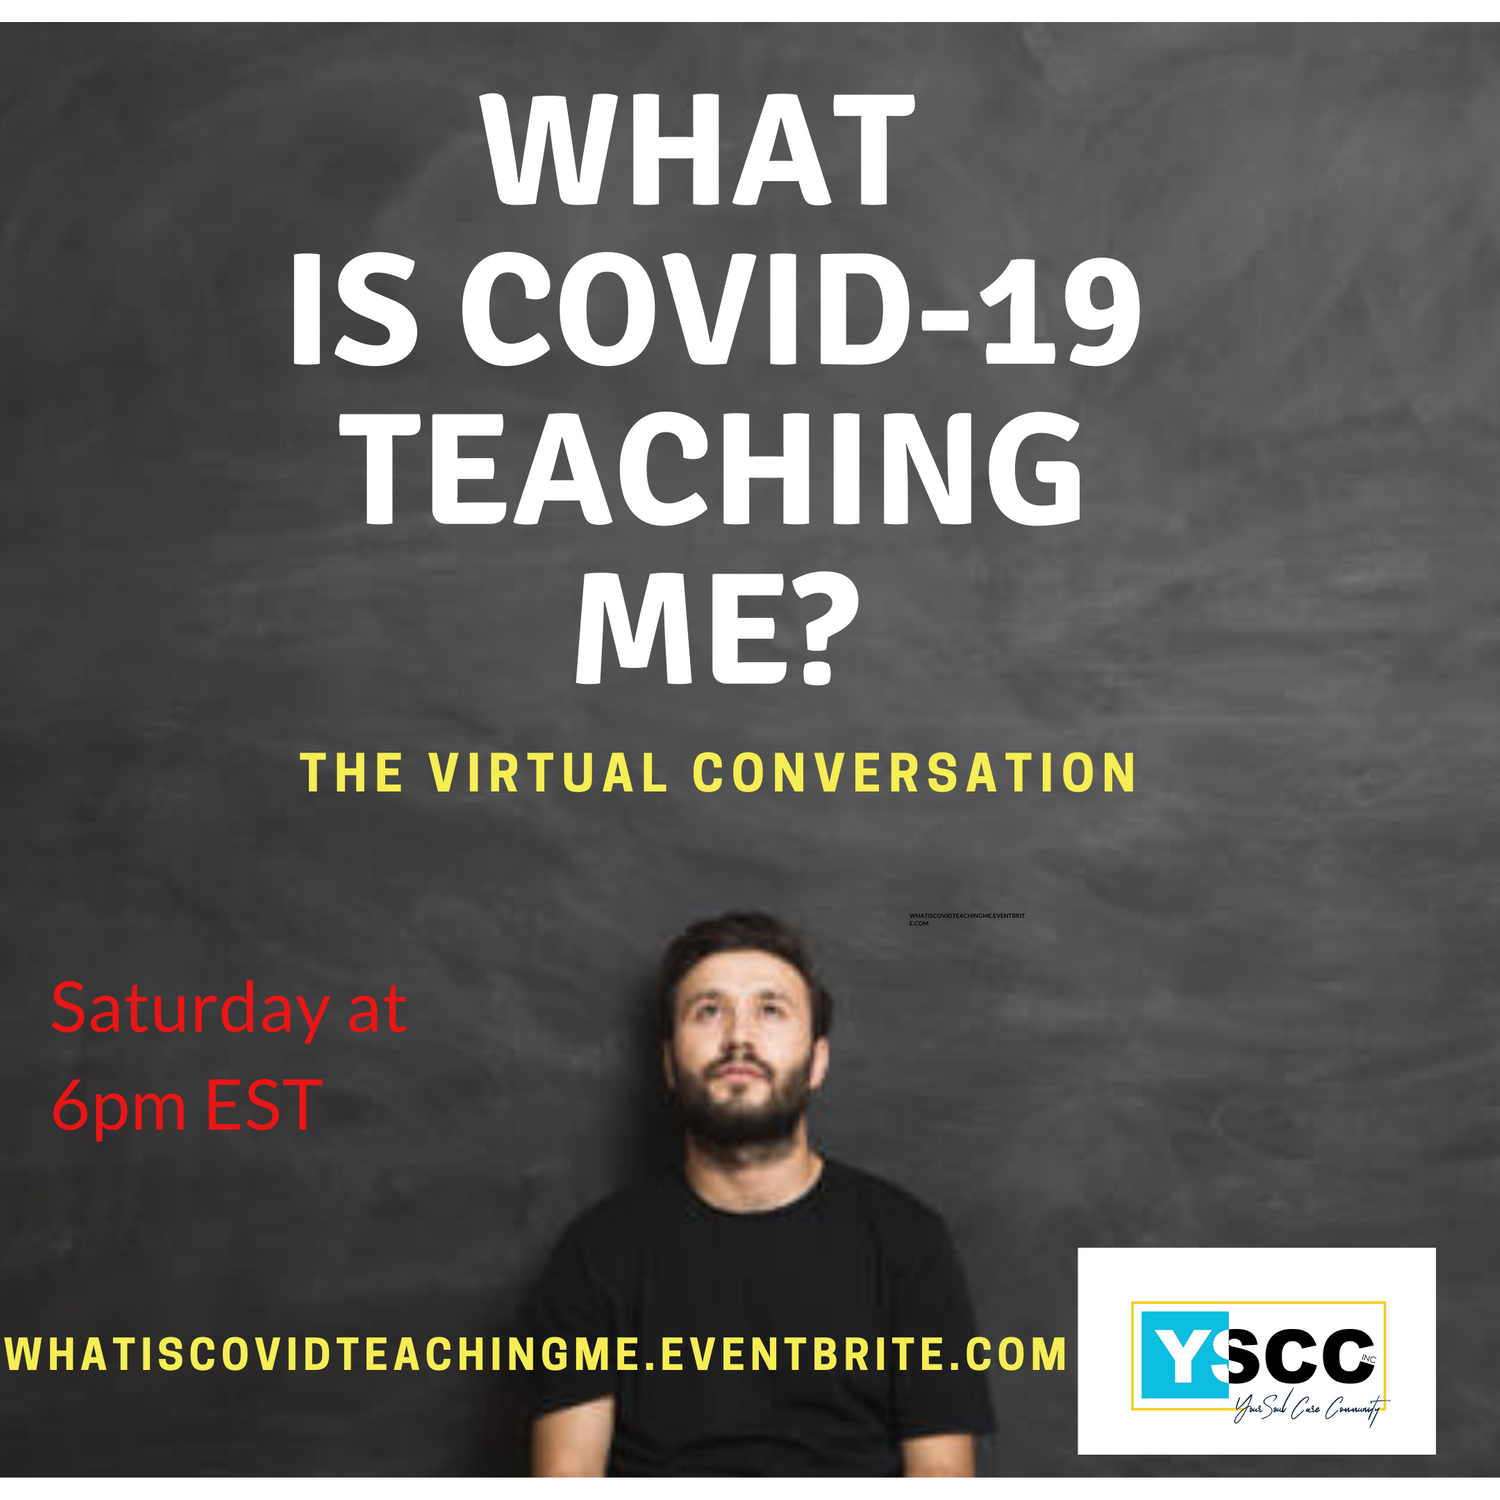 WHAT
IS COVID-19
TEACHING
ME?
THE VIRTUAL CONVERSATION
WHATISCOVIDTEACHINGME.EVENTBRIT
E.COM
Saturday at
6pm EST
WHATISCOVIDTEACHINGME.EVENTBRITE.COM
YSCC
INC
Your Soul Care Community